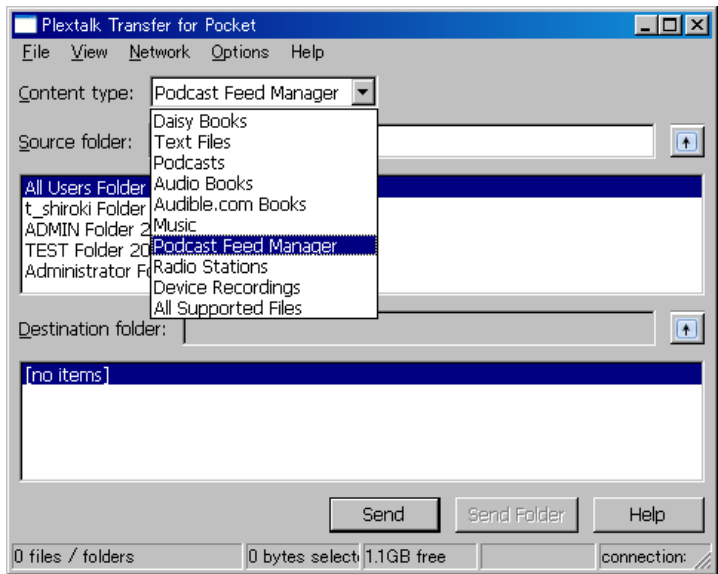 Plextalk Transfer for Pocket
File View Network Options Help
Content type: Podcast Feed Manager
Daisy Books
Text Files
Podcasts
Audio Books
Audible.com Books
Music
Podcast Feed Manager
Radio Stations
Device Recordings
All Supported Files
Source folder:
All Users Folder
t_shiroki Folder
ADMIN Folder 2
TEST Folder 20
Administrator
Destination folder:
[no items]
Send Send Folder Help
0 files / folders 0 bytes 1.1GB free connection: